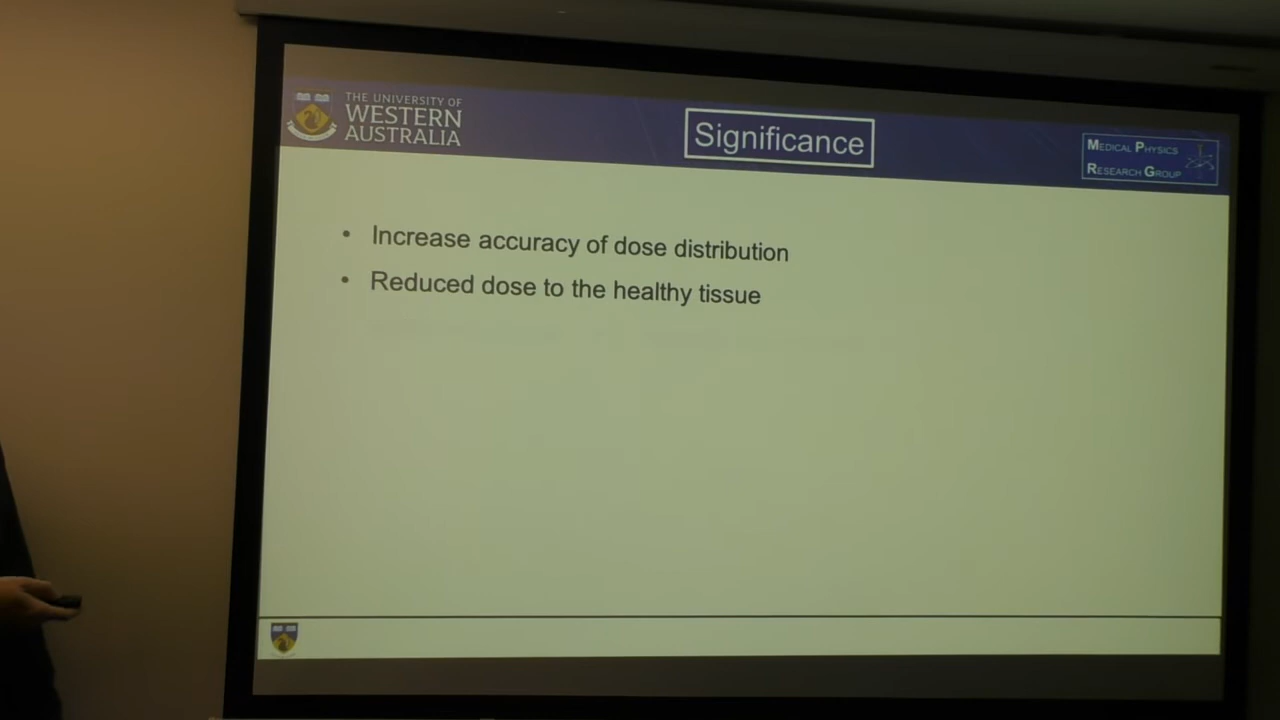 THE UNIVERSITY OF
WESTERN
AUSTRALIA
Significance
MEDICAL PHYSICS
RESEARCH GROUP
• Increase accuracy of dose distribution
• Reduced dose to the healthy tissue